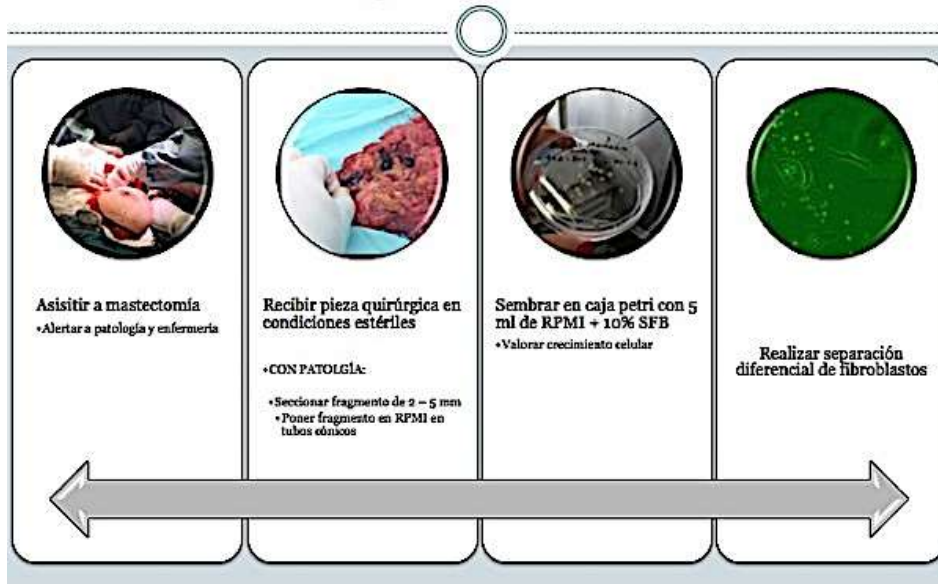 Asisitir a mastectomía
•Alertar a patología y enfermería
Recibir pieza quirúrgica en
condiciones estériles
•CON PATOLGÍA:
•Seccionar fragmento de 2 – 5 mm
•Poner fragmento en RPMI en
tubos cónicos
Sembrar en caja petri con 5
ml de RPMI + 10% SFB
•Valorar crecimiento celular
Realizar separación
diferencial de fibroblastos